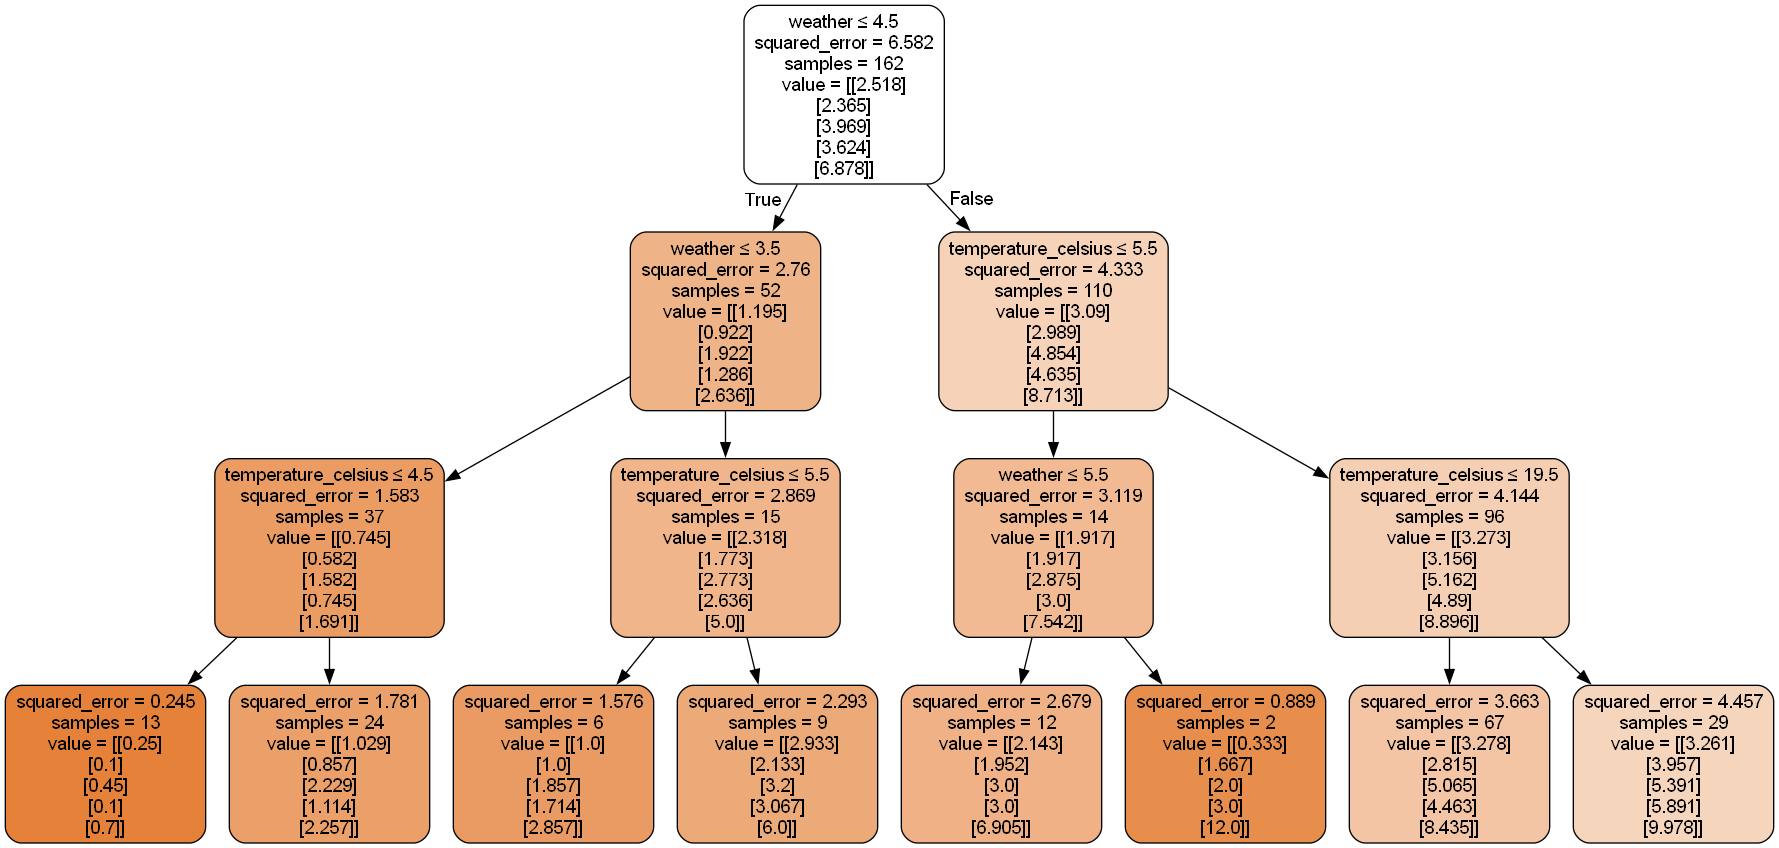 weather ≤ 4.5
squared_error = 6.582
samples = 162
value = [[2.518]
[2.365]
[3.969]
[3.624]
[6.878]]
True
False
weather ≤ 3.5
squared_error = 2.76
samples = 52
value = [[1.195]
[0.922]
[1.922]
[1.286]
[2.636]]
temperature_celsius ≤ 5.5
squared_error = 4.333
samples = 110
value = [[3.09]
[2.989]
[4.854]
[4.635]
[8.713]]
temperature_celsius ≤ 4.5
squared_error = 1.583
samples = 37
value = [[0.745]
[0.582]
[1.582]
[0.745]
[1.691]]
temperature_celsius ≤ 5.5
squared_error = 2.869
samples = 15
value = [[2.318]
[1.773]
[2.773]
[2.636]
[5.0]]
weather ≤ 5.5
squared_error = 3.119
samples = 14
value = [[1.917]
[1.917]
[2.875]
[3.0]
[7.542]]
temperature_celsius ≤ 19.5
squared_error = 4.144
samples = 96
value = [[3.273]
[3.156]
[5.162]
[4.89]
[8.896]]
squared_error = 0.245
samples = 13
value = [[0.25]
[0.1]
[0.45]
[0.1]
[0.7]]
squared_error = 1.781
samples = 24
value = [[1.029]
[0.857]
[2.229]
[1.114]
[2.257]]
squared_error = 1.576
samples = 6
value = [[1.0]
[1.0]
[1.857]
[1.714]
[2.857]]
squared_error = 2.293
samples = 9
value = [[2.933]
[2.133]
[3.2]
[3.067]
[6.0]]
squared_error = 2.679
samples = 12
value = [[2.143]
[1.952]
[3.0]
[3.0]
[6.905]]
squared_error = 0.889
samples = 2
value = [[0.333]
[1.667]
[2.0]
[3.0]
[12.0]]
squared_error = 3.663
samples = 67
value = [[3.278]
[2.815]
[5.065]
[4.463]
[8.435]]
squared_error = 4.457
samples = 29
value = [[3.261]
[3.957]
[5.391]
[5.891]
[9.978]]